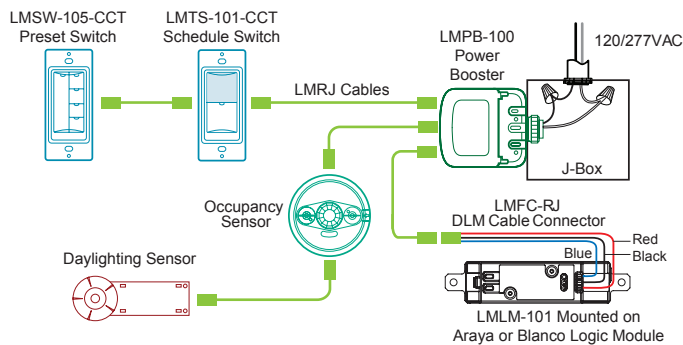 LMSW-105-CCT
Preset Switch
LMTS-101-CCT
Schedule Switch
LMPB-100
Power
Booster
120/277VAC
LMRJ Cables
J-Box
Occupancy
Sensor
LMFC-RJ
DLM Cable Connector
Red
Blue
Black
Daylighting Sensor
LMLM-101 Mounted on
Araya or Blanco Logic Module